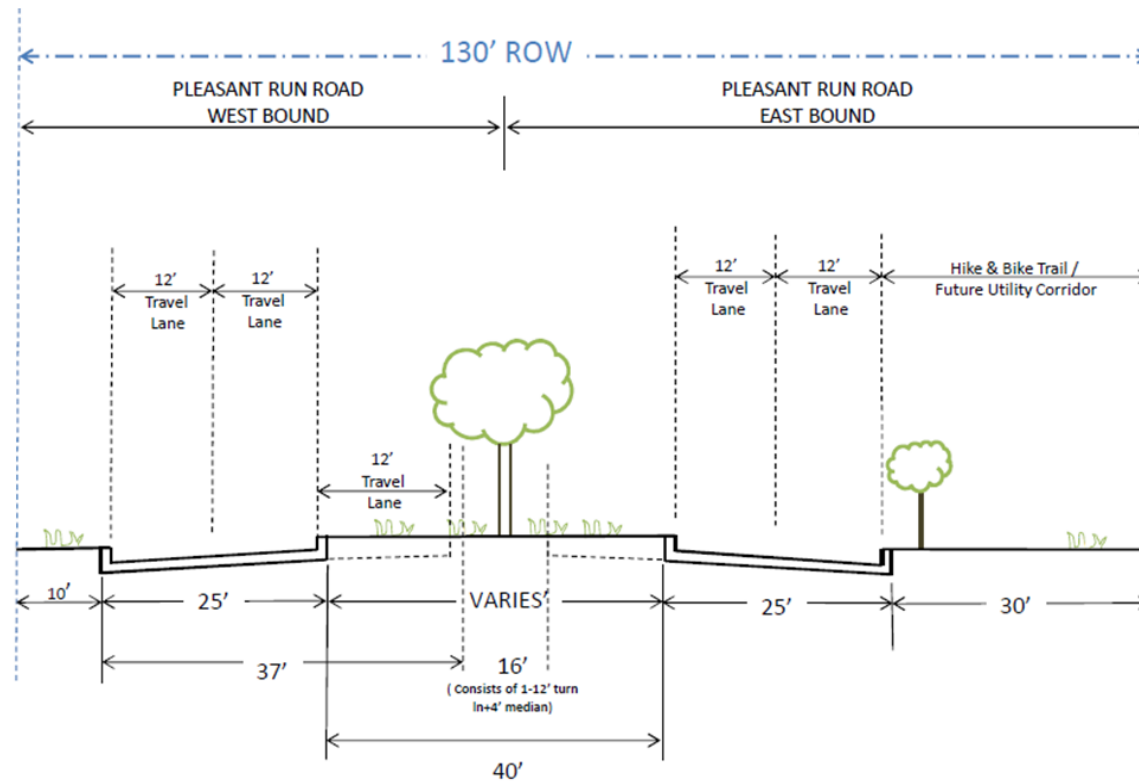 130' ROW
PLEASANT RUN ROAD
WEST BOUND
PLEASANT RUN ROAD
EAST BOUND
12'
Travel
Lane
12'
Travel
Lane
12'
Travel
Lane
12'
Travel
Lane
Hike & Bike Trail /
Future Utility Corridor
12'
Travel
Lane
10'
25'
VARIES'
25'
30'
37'
16'
( Consists of 1-12' turn
ln+4' median)
40'